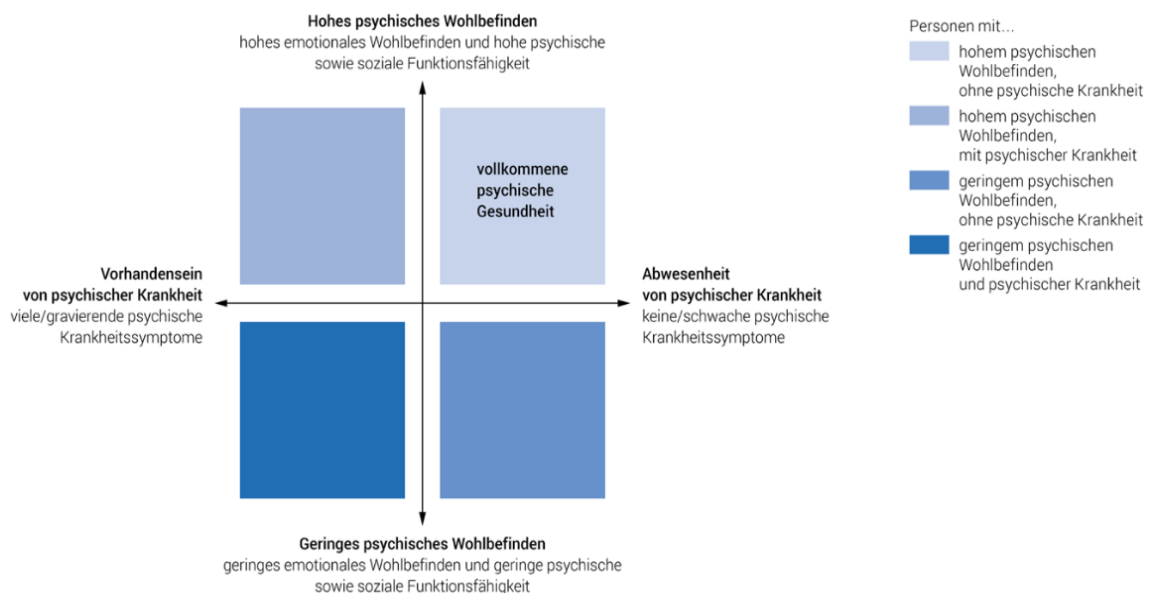 Hohes psychisches Wohlbefinden
hohes emotionales Wohlbefinden und hohe psychische
sowie soziale Funktionsfähigkeit
vollkommene
psychische
Gesundheit
Vorhandensein
von psychischer Krankheit
viele/gravierende psychische
Krankheitssymptome
Abwesenheit
von psychischer Krankheit
keine/schwache psychische
Krankheitssymptome
Geringes psychisches Wohlbefinden
geringes emotionales Wohlbefinden und geringe psychische
sowie soziale Funktionsfähigkeit
Personen mit...
hohem psychischen
Wohlbefinden,
ohne psychische Krankheit
hohem psychischen
Wohlbefinden,
mit psychischer Krankheit
geringem psychischen
Wohlbefinden,
ohne psychische Krankheit
geringem psychischen
Wohlbefinden
und psychischer Krankheit